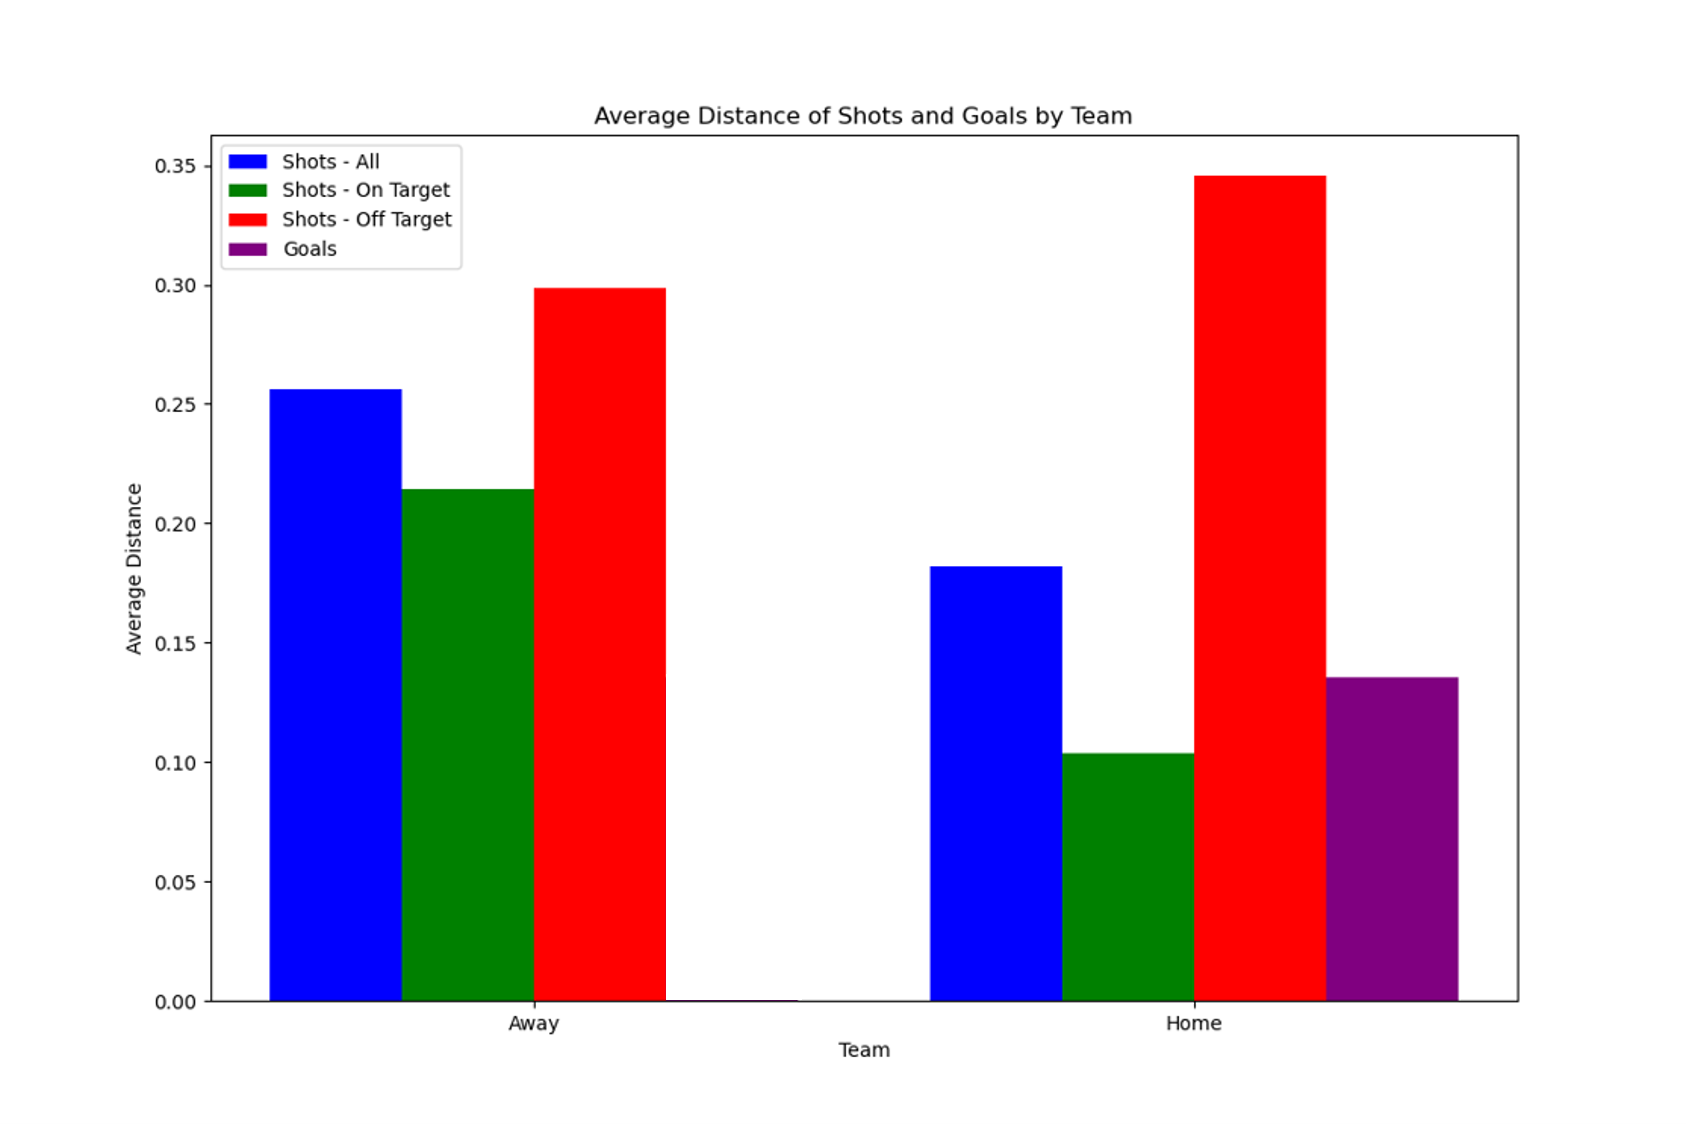 Average Distance of Shots and Goals by Team
Shots - All
Shots - On Target
Shots - Off Target
Goals
0.35
0.30
0.25
0.20
0.15
0.10
0.05
0.00
Average Distance
Away
Home
Team